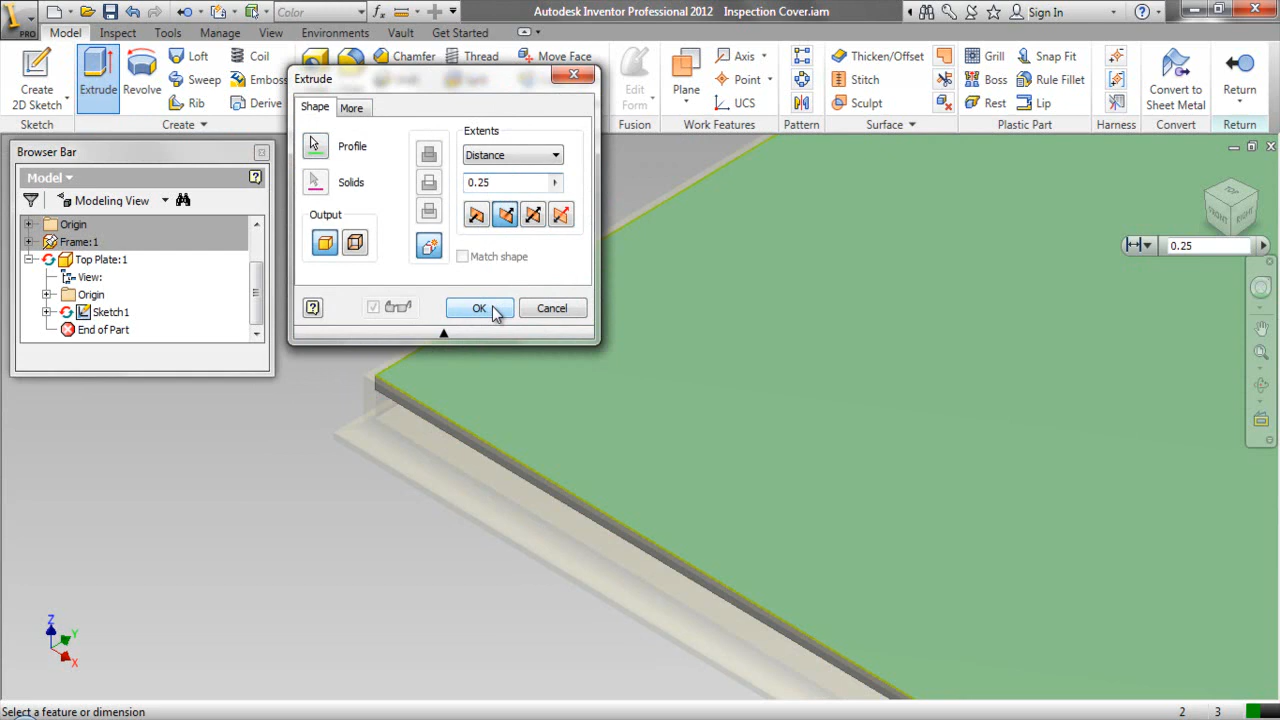 Color
Autodesk Inventor Professional 2012 Inspection Cover.iam
Sign In
PRO
Model Inspect Tools Manage View Environments Vault Get Started
Create
2D Sketch
Extrude
Revolve
Loft
Sweep
Rib
Coil
Emboss
Derive
Chamfer
Thread
Move Face
Edit
Form
Plane
Axis
Point
UCS
Thicken/Offset
Stitch
Sculpt
Grill
Boss
Rest
Snap Fit
Rule Fillet
Lip
Convert to
Sheet Metal
Return
Sketch
Create
Fusion
Work Features
Pattern
Surface
Plastic Part
Harness
Convert
Return
Browser Bar
Model
Modeling View
Origin
Frame:1
Top Plate:1
View:
Origin
Sketch1
End of Part
Extrude
Shape More
Profile
Solids
Output
Extents
Distance
0.25
Match shape
OK
Cancel
FRONT
RIGHT
0.25
Z
Y
X
Select a feature or dimension
2 3